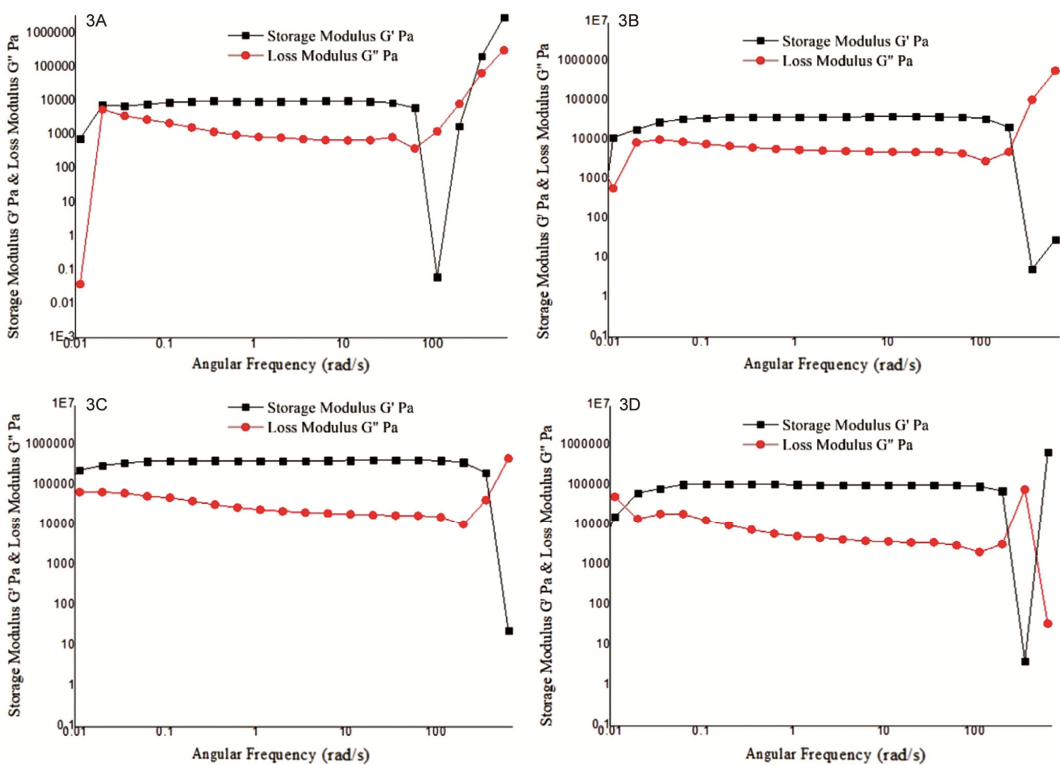 3A
Storage Modulus G' Pa
Loss Modulus G" Pa
Storage Modulus G' Pa & Loss Modulus G" Pa
1000000
100000
10000
1000
100
10
1
0.1
0.01
1E-3
0.01
0.1
1
10
100
Angular Frequency (rad/s)
3B
Storage Modulus G' Pa
Loss Modulus G" Pa
Storage Modulus G' Pa & Loss Modulus G" Pa
1E7
1000000
100000
10000
1000
100
10
1
0.1
0.01
0.1
1
10
100
Angular Frequency (rad/s)
3C
Storage Modulus G' Pa
Loss Modulus G" Pa
Storage Modulus G' Pa & Loss Modulus G" Pa
1E7
1000000
100000
10000
1000
100
10
1
0.1
0.01
0.1
1
10
100
Angular Frequency (rad/s)
3D
Storage Modulus G' Pa
Loss Modulus G" Pa
Storage Modulus G' Pa & Loss Modulus G" Pa
1E7
1000000
100000
10000
1000
100
10
1
0.1
0.01
0.1
1
10
100
Angular Frequency (rad/s)